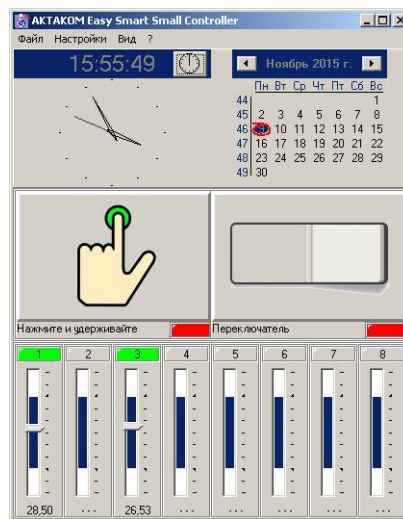 AKTAKOM Easy Smart Small Controller
Файл Настройки Вид ?
15:55:49
Ноябрь 2015 г.
Пн Вт Ср Чт Пт Сб Вс
44 1
45 2 3 4 5 6 7 8
46 9 10 11 12 13 14 15
47 16 17 18 19 20 21 22
48 23 24 25 26 27 28 29
49 30
Нажмите и удерживайте
Переключатель
1 2 3 4 5 6 7 8
28,50 ... 26,53 ... ... ... ... ...